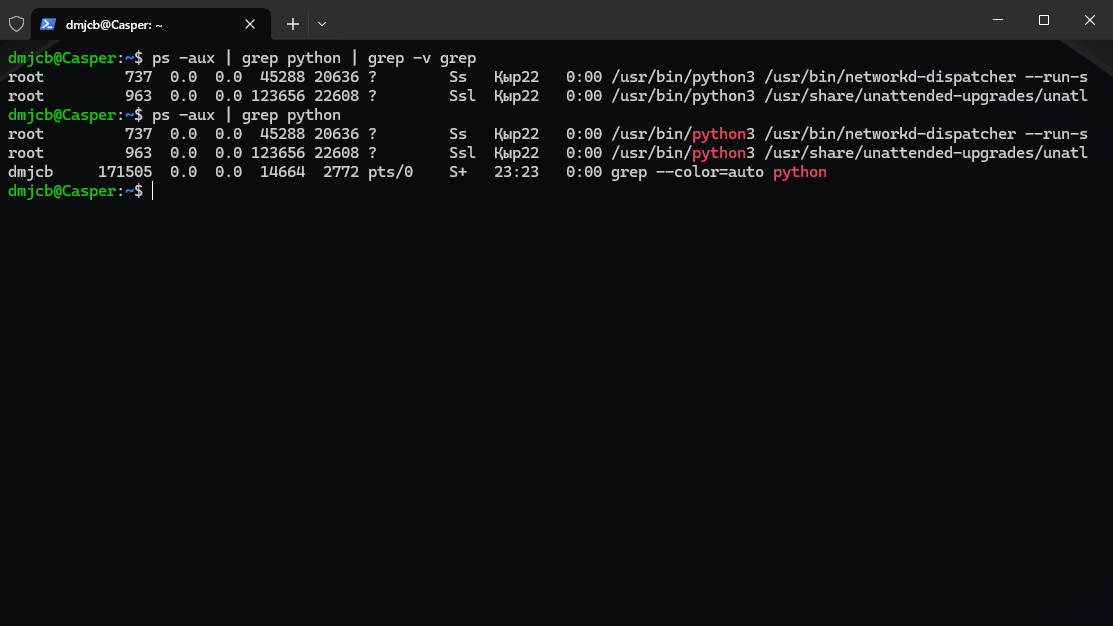 dmjcb@Casper: ~
dmjcb@Casper:~$ ps -aux | grep python | grep -v grep
root         737  0.0  0.0  45288 20636 ?        Ss   Қыр22   0:00 /usr/bin/python3 /usr/bin/networkd-dispatcher --run-s
root         963  0.0  0.0 123656 22608 ?        Ssl  Қыр22   0:00 /usr/bin/python3 /usr/share/unattended-upgrades/unatl
dmjcb@Casper:~$ ps -aux | grep python
root         737  0.0  0.0  45288 20636 ?        Ss   Қыр22   0:00 /usr/bin/python3 /usr/bin/networkd-dispatcher --run-s
root         963  0.0  0.0 123656 22608 ?        Ssl  Қыр22   0:00 /usr/bin/python3 /usr/share/unattended-upgrades/unatl
dmjcb     171505  0.0  0.0  14664  2772 pts/0    S+   23:23   0:00 grep --color=auto python
dmjcb@Casper:~$